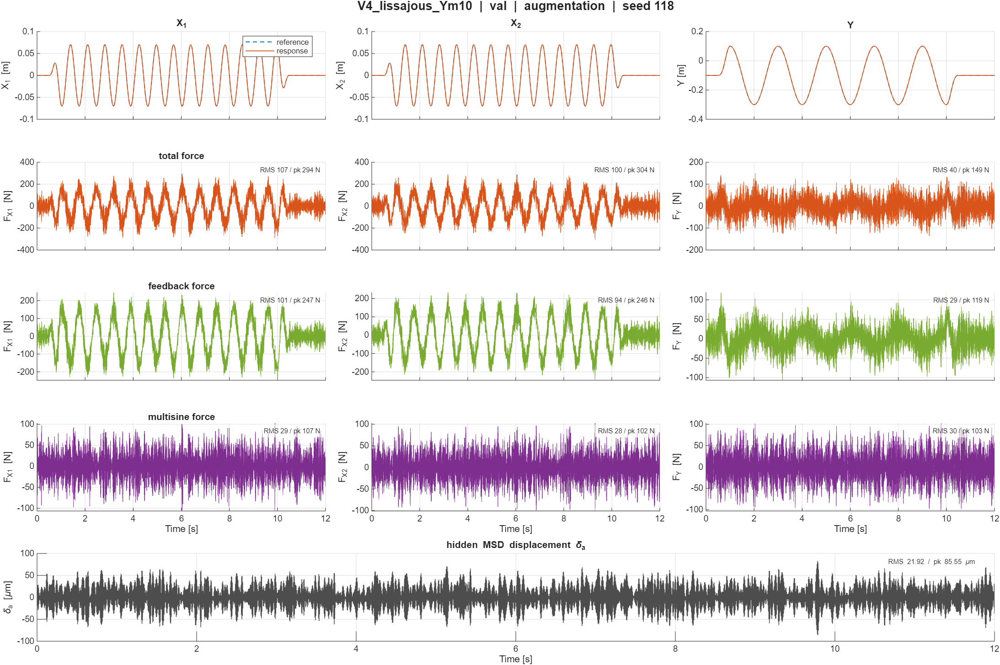 V4_lissajous_Ym10 | val | augmentation | seed 118
X1
X2
Y
X1 [m]
0.1
0.05
0
-0.05
-0.1
reference
response
X2 [m]
0.1
0.05
0
-0.05
-0.1
Y [m]
0.2
0
-0.2
-0.4
total force
FX1 [N]
400
200
0
-200
-400
RMS 107 / pk 294 N
FX2 [N]
400
200
0
-200
-400
RMS 100 / pk 304 N
FY [N]
200
100
0
-100
-200
RMS 40 / pk 149 N
feedback force
FX1 [N]
200
100
0
-100
-200
RMS 101 / pk 247 N
FX2 [N]
200
100
0
-100
-200
RMS 94 / pk 246 N
FY [N]
100
50
0
-50
-100
RMS 29 / pk 119 N
multisine force
FX1 [N]
100
50
0
-50
-100
RMS 29 / pk 107 N
0 2 4 6 8 10 12
Time [s]
FX2 [N]
100
50
0
-50
-100
RMS 28 / pk 102 N
0 2 4 6 8 10 12
Time [s]
FY [N]
100
50
0
-50
-100
RMS 30 / pk 103 N
0 2 4 6 8 10 12
Time [s]
hidden MSD displacement δa
δa [μm]
100
50
0
-50
-100
RMS 21.92 / pk 85.55 μm
0 2 4 6 8 10 12
Time [s]